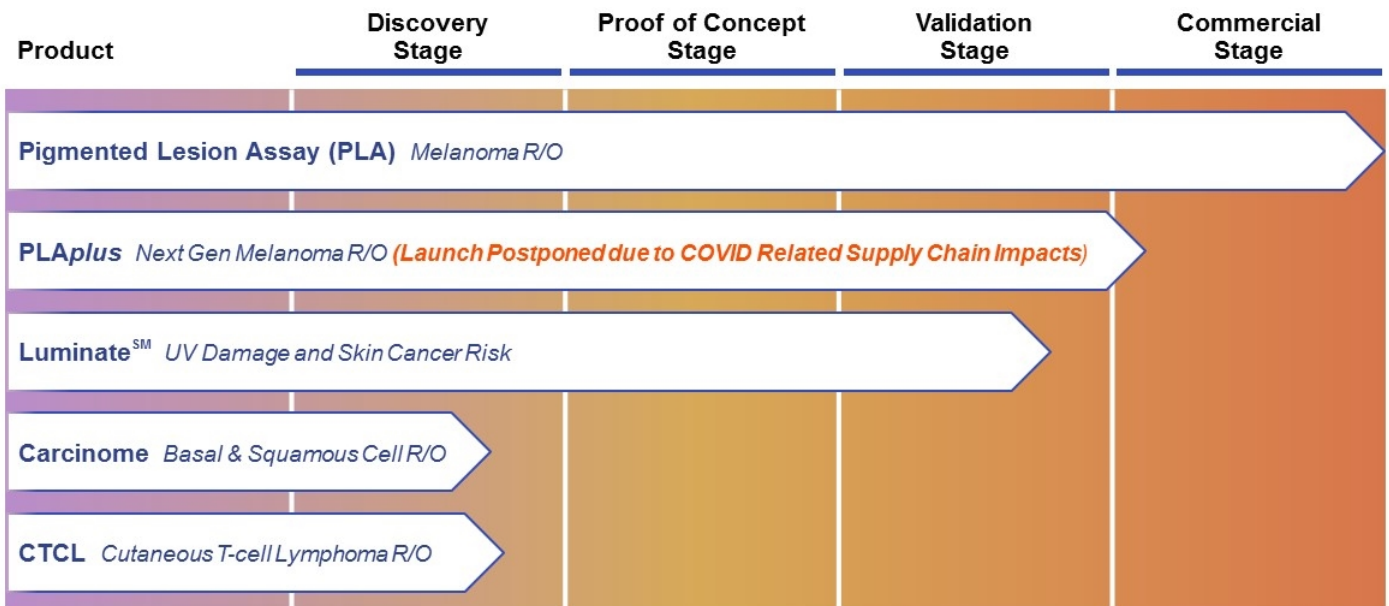 Product
Discovery
Stage
Proof of Concept
Stage
Validation
Stage
Commercial
Stage
Pigmented Lesion Assay (PLA) Melanoma R/O
PLAplus Next Gen Melanoma R/O (Launch Postponed due to COVID Related Supply Chain Impacts)
Luminate℠ UV Damage and Skin Cancer Risk
Carcinome Basal & Squamous Cell R/O
CTCL Cutaneous T-cell Lymphoma R/O